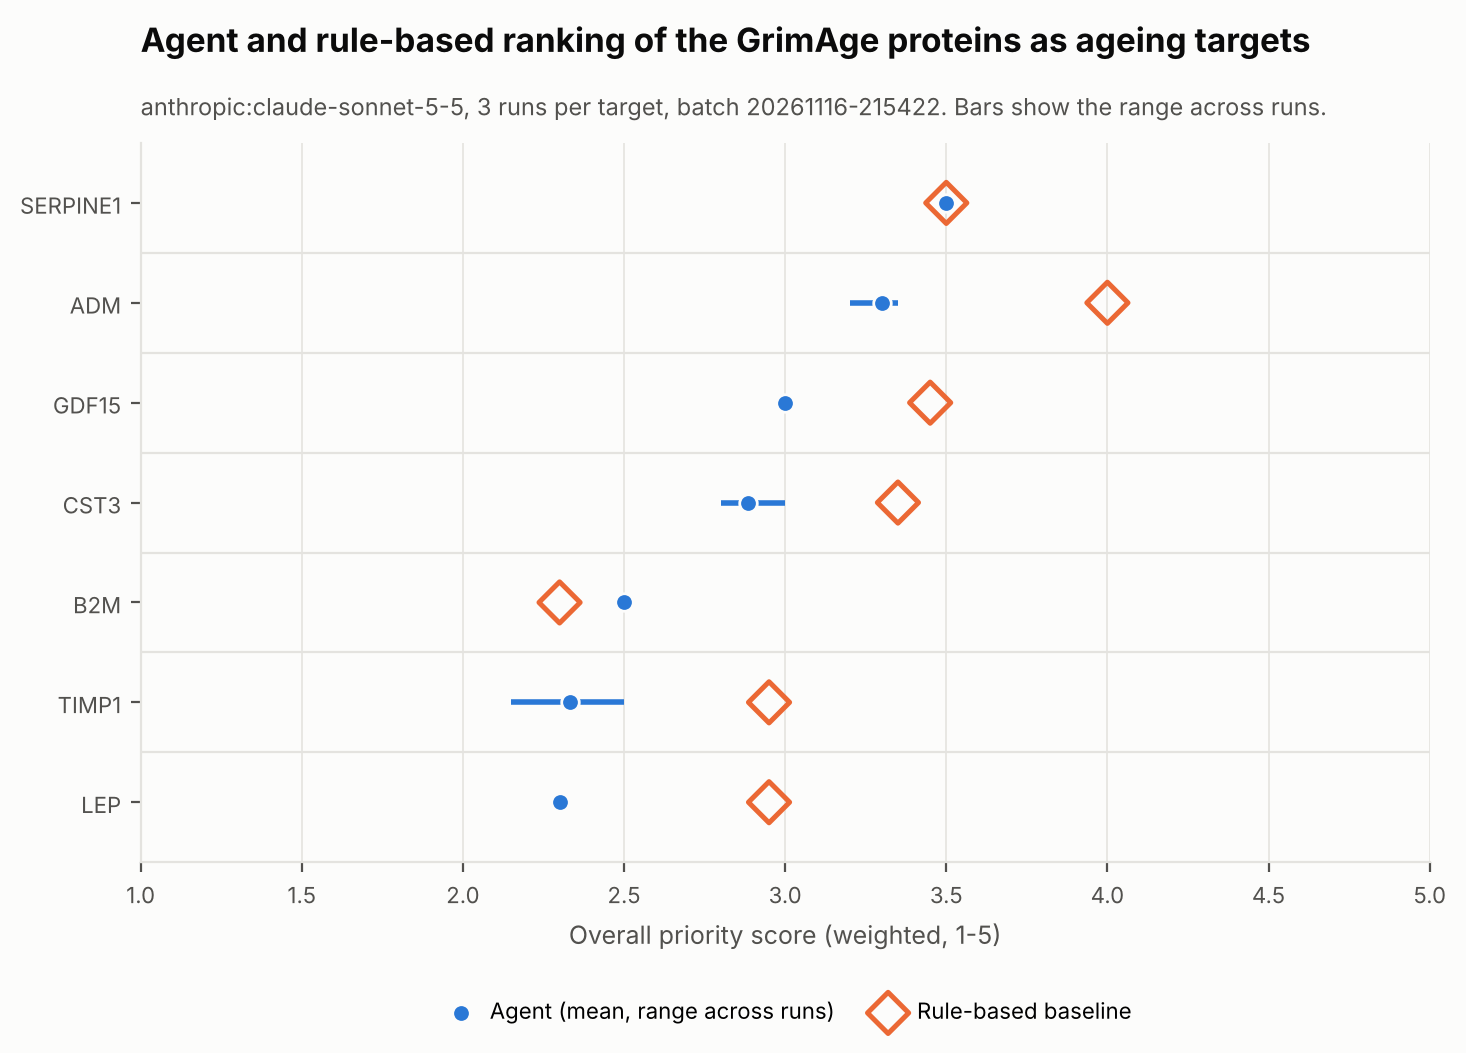 Agent and rule-based ranking of the GrimAge proteins as ageing targets
anthropic:claude-sonnet-5-5, 3 runs per target, batch 20261116-215422. Bars show the range across runs.
SERPINE1
ADM
GDF15
CST3
B2M
TIMP1
LEP
1.0 1.5 2.0 2.5 3.0 3.5 4.0 4.5 5.0
Overall priority score (weighted, 1-5)
Agent (mean, range across runs) Rule-based baseline